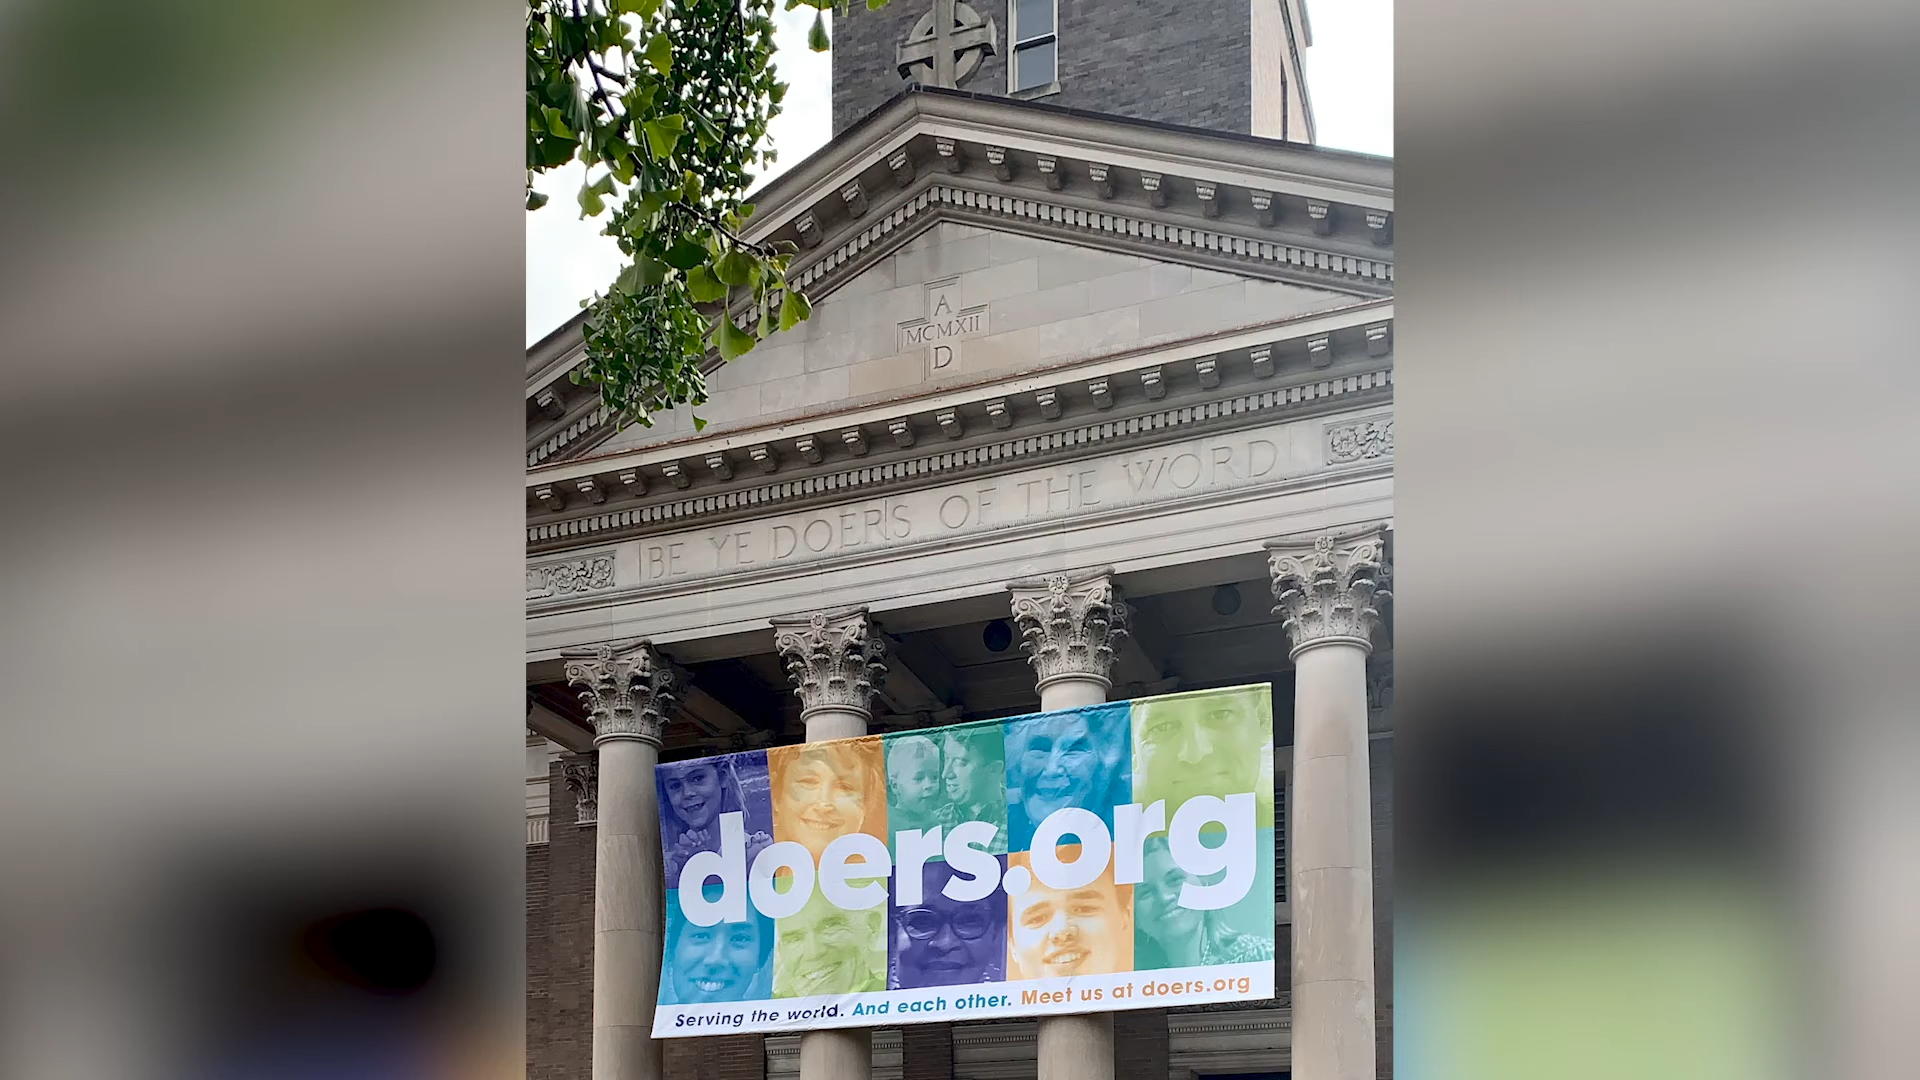 A
MCMXII
D
BE YE DOERS OF THE WORD
doers.org
Serving the world. And each other. Meet us at doers.org